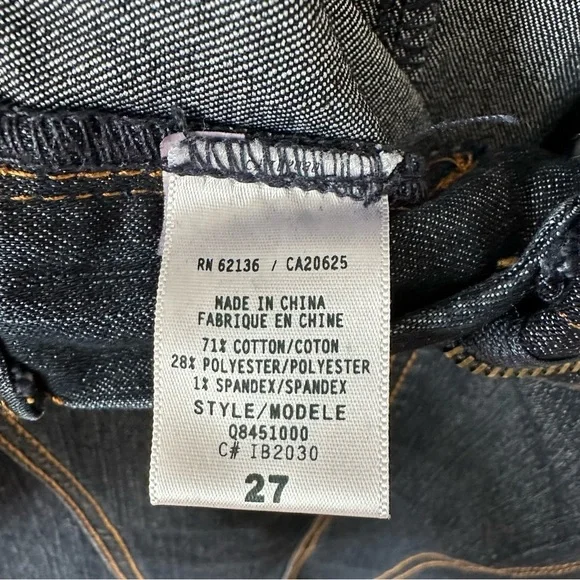 RN 62136 / CA20625
MADE IN CHINA
FABRIQUE EN CHINE
71% COTTON/COTON
28% POLYESTER/POLYESTER
1% SPANDEX/SPANDEX
STYLE/MODELE
Q8451000
C# IB2030
27